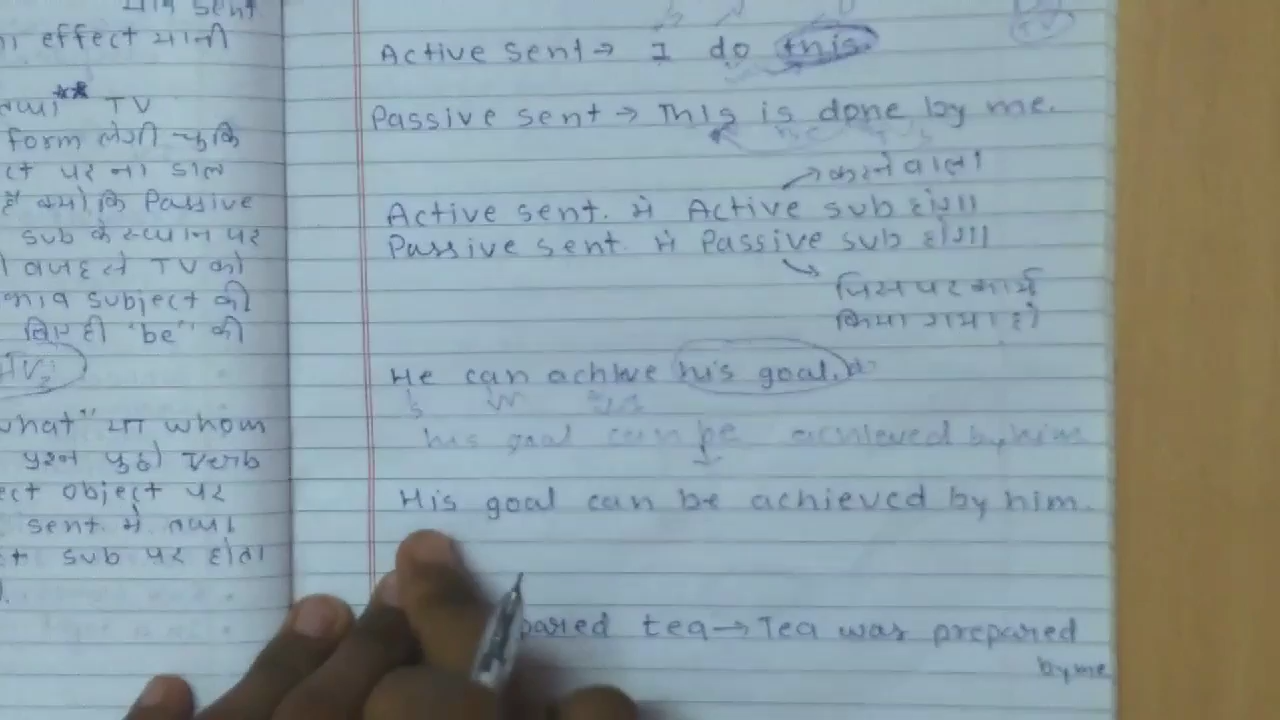 sent
effect यानी
** TV
form लेगी क्यूंकि
पर ना डाल
है क्यों कि Passive
sub के स्थान पर
वजह से TV को
subject की
लिए ही "be" की
V2
what" या whom
प्रश्न पूछो verb
object पर
sent. में
sub पर होता
Active sent → I do this.
Passive sent → This is done by me.
→ करने वाला
Active sent. में Active sub होगा
Passive sent. में Passive sub होगा
जिस पर कार्य
किया गया हो
He can achive his goal.
S
his goal can be achieved by him
His goal can be achieved by him.
pared tea → Tea was prepared
by me